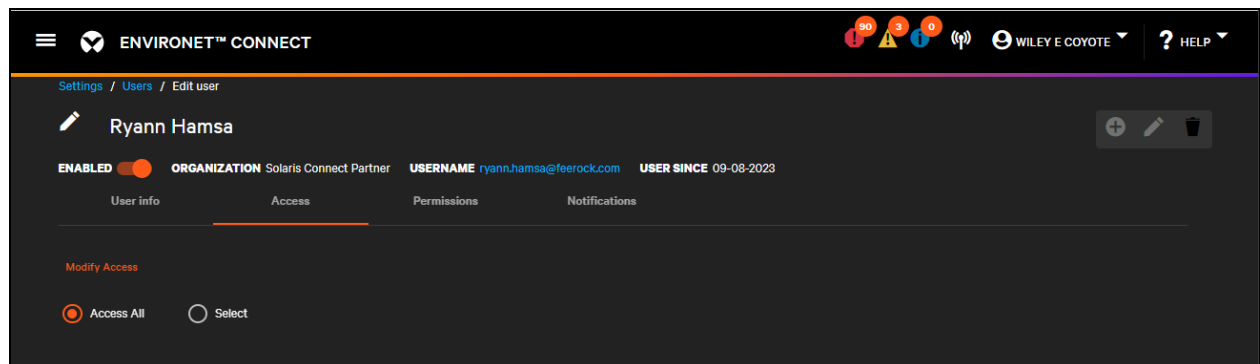 90 3 0
ENVIRONET™ CONNECT WILEY E COYOTE ? HELP
Settings / Users / Edit user
Ryann Hamsa
ENABLED ORGANIZATION Solaris Connect Partner USERNAME ryann.hamsa@feerock.com USER SINCE 09-08-2023
User info Access Permissions Notifications
Modify Access
Access All Select